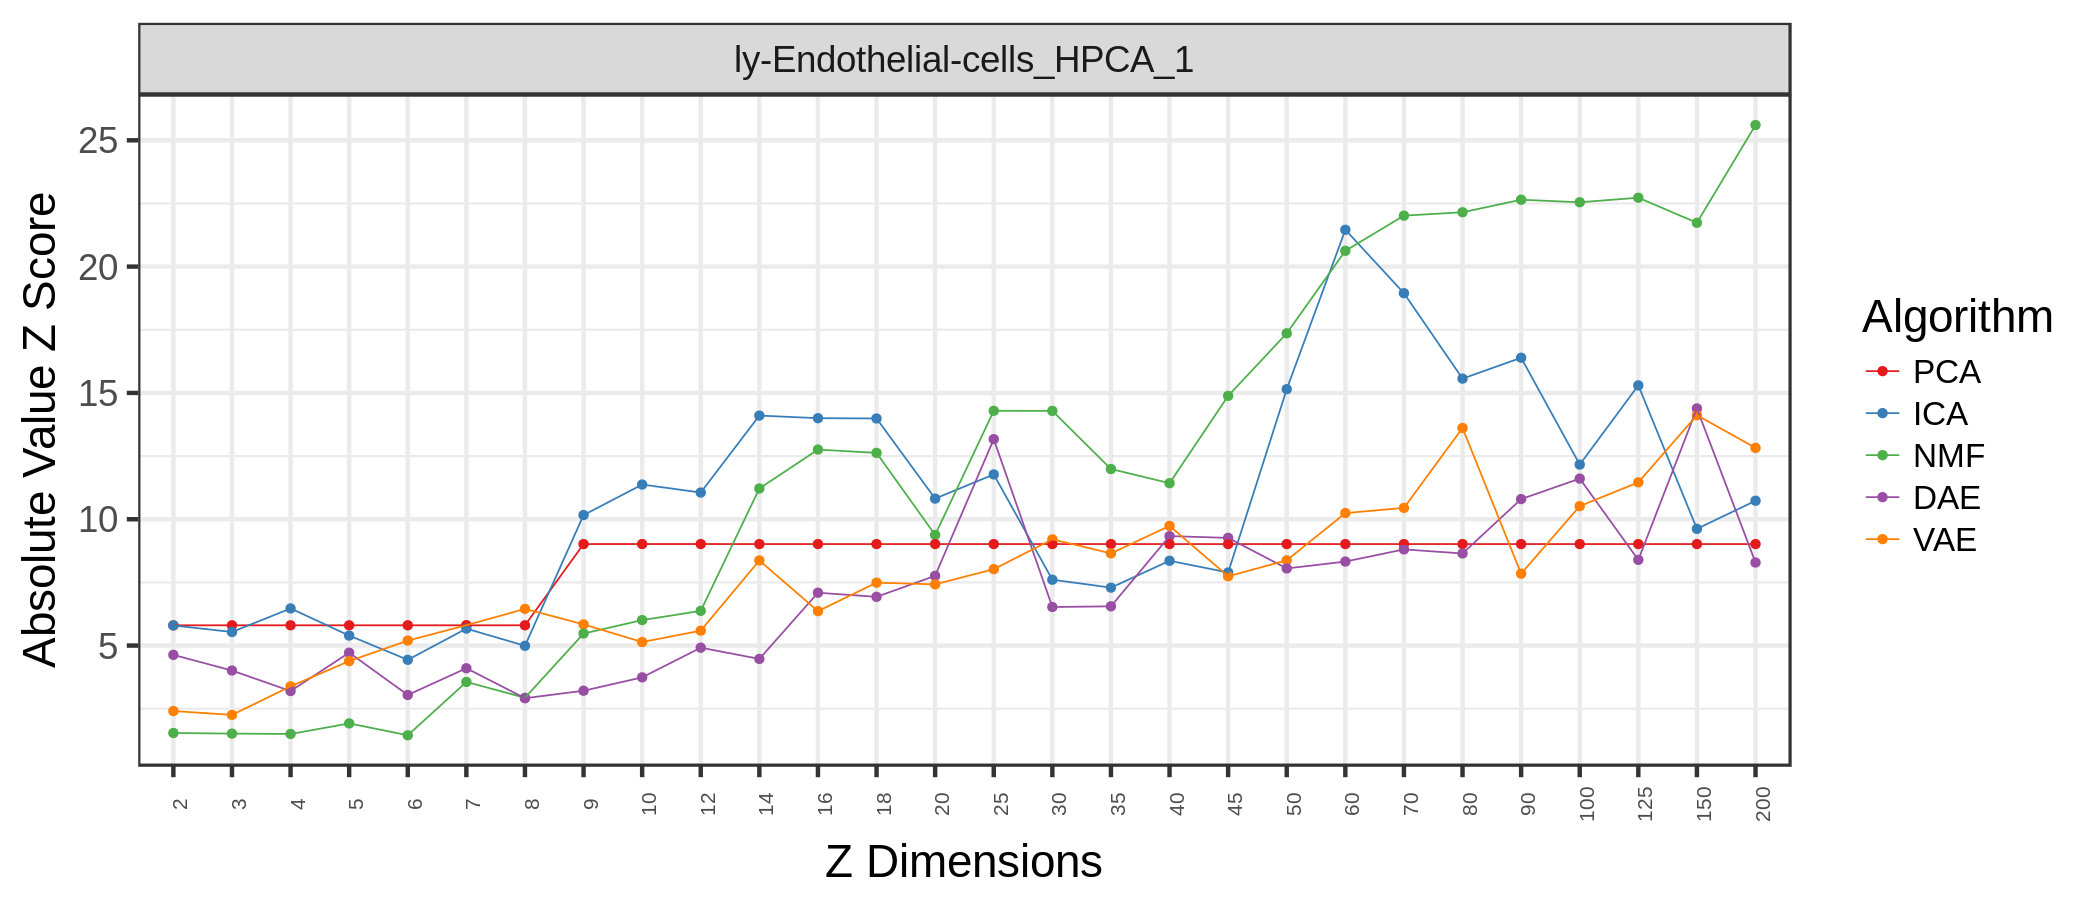 ly-Endothelial-cells_HPCA_1
25
20
15
10
5
Absolute Value Z Score
2 3 4 5 6 7 8 9 10 12 14 16 18 20 25 30 35 40 45 50 60 70 80 90 100 125 150 200
Z Dimensions
Algorithm
PCA
ICA
NMF
DAE
VAE